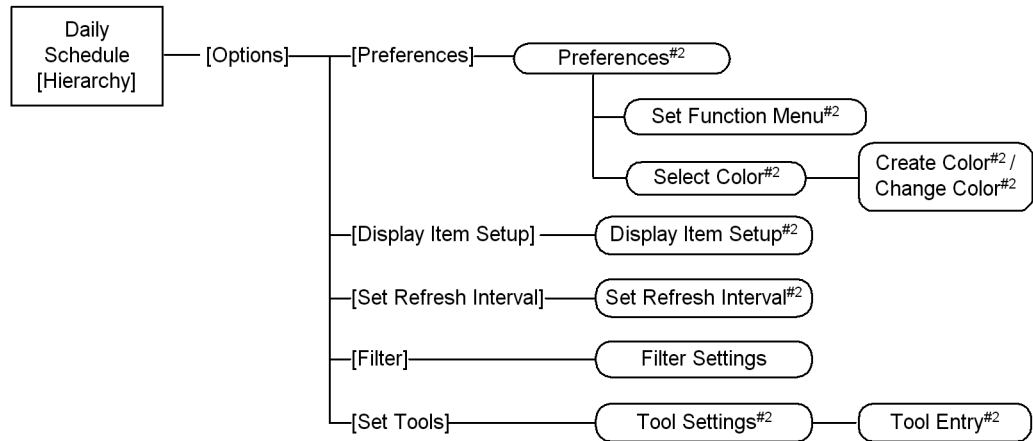 Daily
Schedule
[Hierarchy]
[Options]
[Preferences]
Preferences#2
Set Function Menu#2
Select Color#2
Create Color#2 /
Change Color#2
[Display Item Setup]
Display Item Setup#2
[Set Refresh Interval]
Set Refresh Interval#2
[Filter]
Filter Settings
[Set Tools]
Tool Settings#2
Tool Entry#2